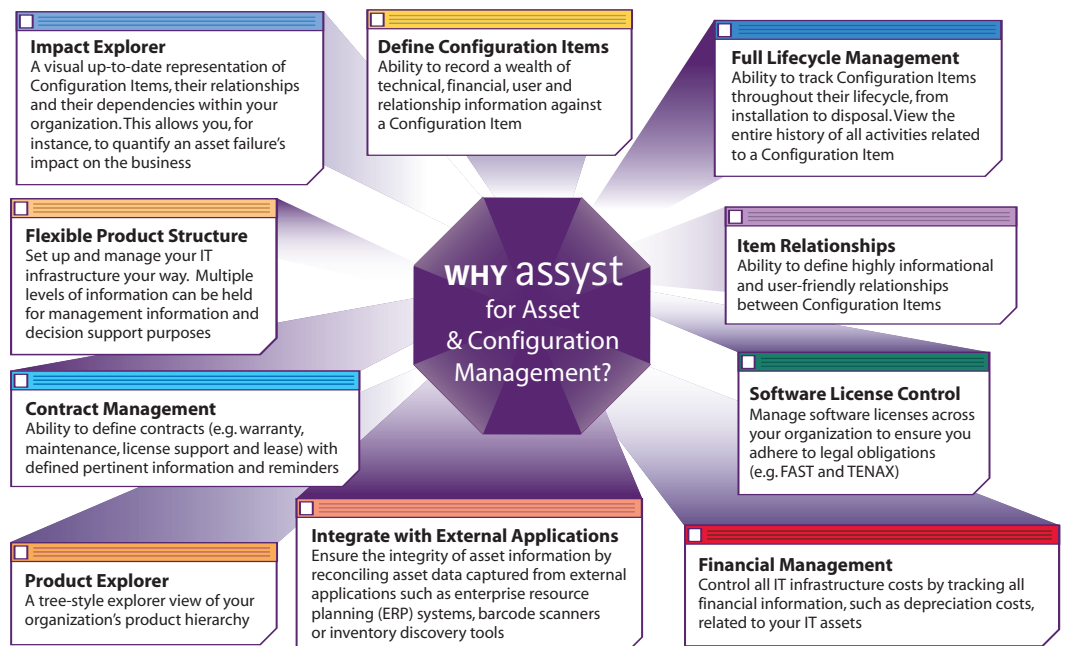 Impact Explorer
A visual up-to-date representation of
Configuration Items, their relationships
and their dependencies within your
organization. This allows you, for
instance, to quantify an asset failure's
impact on the business
Define Configuration Items
Ability to record a wealth of
technical, financial, user and
relationship information against
a Configuration Item
Full Lifecycle Management
Ability to track Configuration Items
throughout their lifecycle, from
installation to disposal. View the
entire history of all activities related
to a Configuration Item
Flexible Product Structure
Set up and manage your IT
infrastructure your way. Multiple
levels of information can be held
for management information and
decision support purposes
WHY assyst
for Asset
& Configuration
Management?
Item Relationships
Ability to define highly informational
and user-friendly relationships
between Configuration Items
Contract Management
Ability to define contracts (e.g. warranty,
maintenance, license support and lease) with
defined pertinent information and reminders
Software License Control
Manage software licenses across
your organization to ensure you
adhere to legal obligations
(e.g. FAST and TENAX)
Product Explorer
A tree-style explorer view of your
organization's product hierarchy
Integrate with External Applications
Ensure the integrity of asset information by
reconciling asset data captured from external
applications such as enterprise resource
planning (ERP) systems, barcode scanners
or inventory discovery tools
Financial Management
Control all IT infrastructure costs by tracking all
financial information, such as depreciation costs,
related to your IT assets